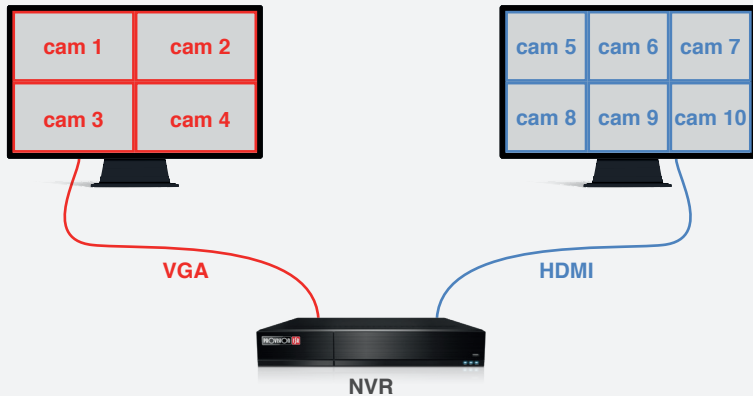 cam 1 cam 2
cam 3 cam 4
cam 5 cam 6 cam 7
cam 8 cam 9 cam 10
VGA
HDMI
PROVISION ISR
NVR